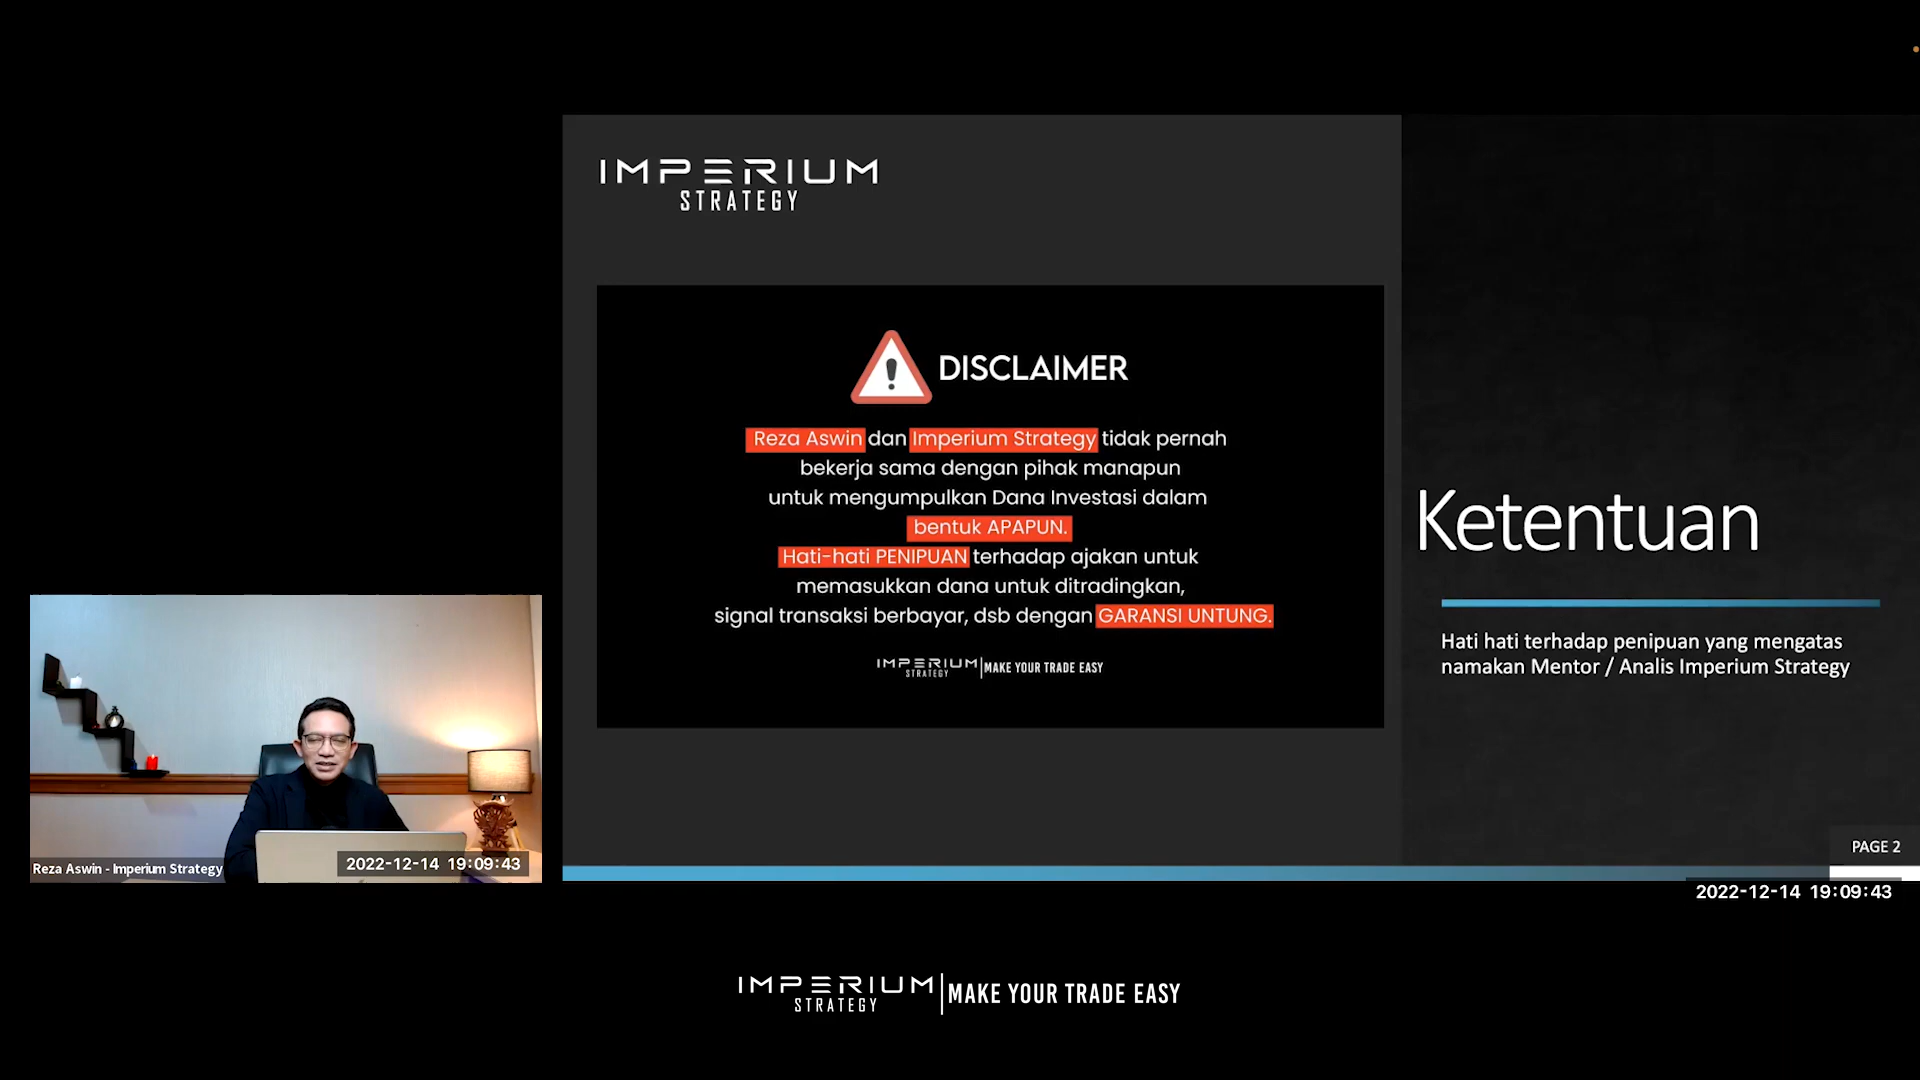 IMPERIUM
STRATEGY
DISCLAIMER
Reza Aswin dan Imperium Strategy tidak pernah
bekerja sama dengan pihak manapun
untuk mengumpulkan Dana Investasi dalam
bentuk APAPUN.
Hati-hati PENIPUAN terhadap ajakan untuk
memasukkan dana untuk ditradingkan,
signal transaksi berbayar, dsb dengan GARANSI UNTUNG.
IMPERIUM
STRATEGY
MAKE YOUR TRADE EASY
Ketentuan
Hati hati terhadap penipuan yang mengatas
namakan Mentor / Analis Imperium Strategy
PAGE 2
2022-12-14 19:09:43
Reza Aswin - Imperium Strategy
2022-12-14 19:09:43
IMPERIUM
STRATEGY
MAKE YOUR TRADE EASY